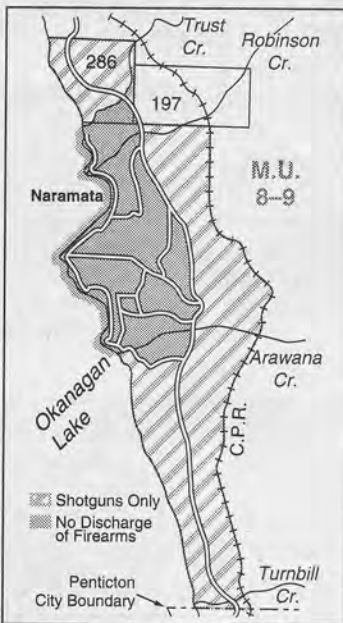 Trust
Cr.
Robinson
Cr.
286
197
M.U.
8–9
Naramata
Okanagan
Lake
Arawana
Cr.
C.P.R.
Shotguns Only
No Discharge
of Firearms
Penticton
City Boundary
Turnbill
Cr.